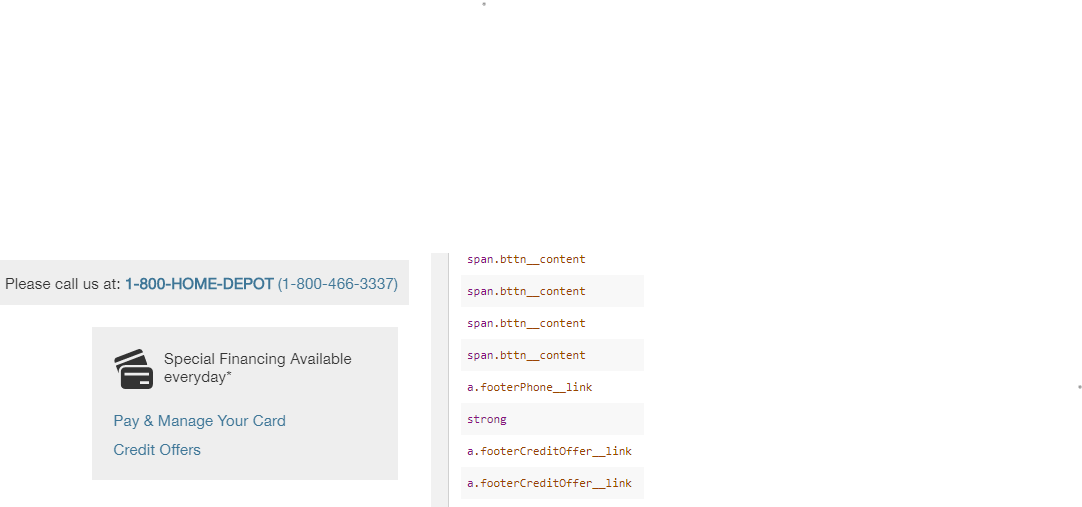 Please call us at: 1-800-HOME-DEPOT (1-800-466-3337)
Special Financing Available
everyday*
Pay & Manage Your Card
Credit Offers
span.bttn__content
span.bttn__content
span.bttn__content
span.bttn__content
a.footerPhone__link
strong
a.footerCreditOffer__link
a.footerCreditOffer__link